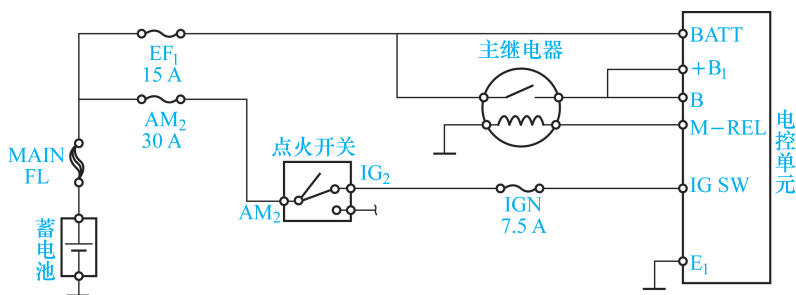 EF₁
15 A
AM₂
30 A
MAIN
FL
蓄电池
点火开关
AM₂
IG₂
主继电器
IGN
7.5 A
BATT
+B₁
B
M-REL
IG SW
E₁
电控单元